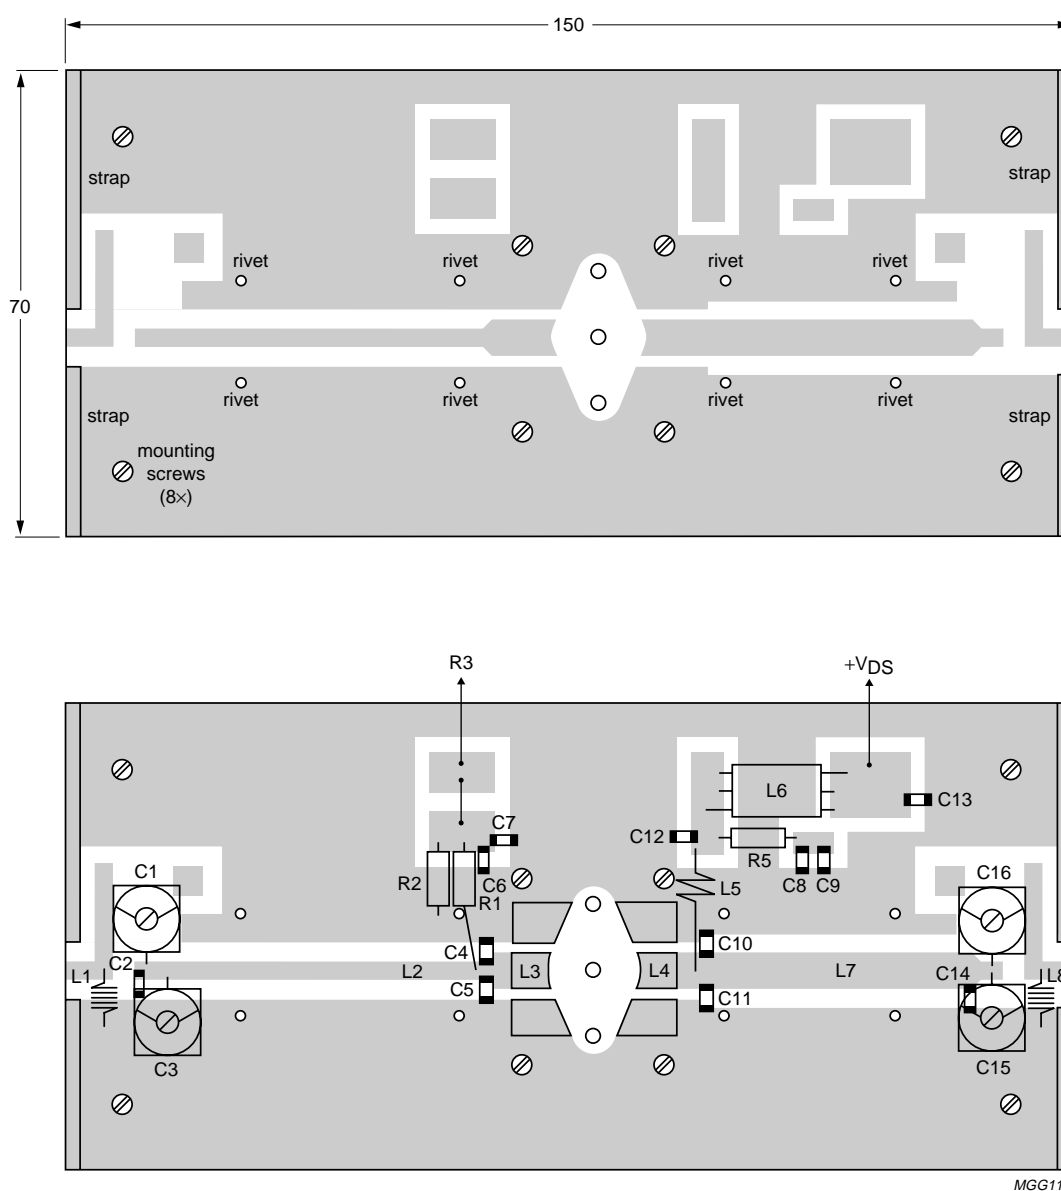 150
70
strap
strap
rivet
rivet
rivet
rivet
rivet
rivet
rivet
rivet
strap
strap
mounting
screws
(8×)
R3
+VDS
L6
C13
C7
C12
R5
R2
C6
R1
L5
C8
C9
C1
C16
C4
C10
L1
C2
L2
L3
L4
L7
C14
L8
C5
C11
C3
C15